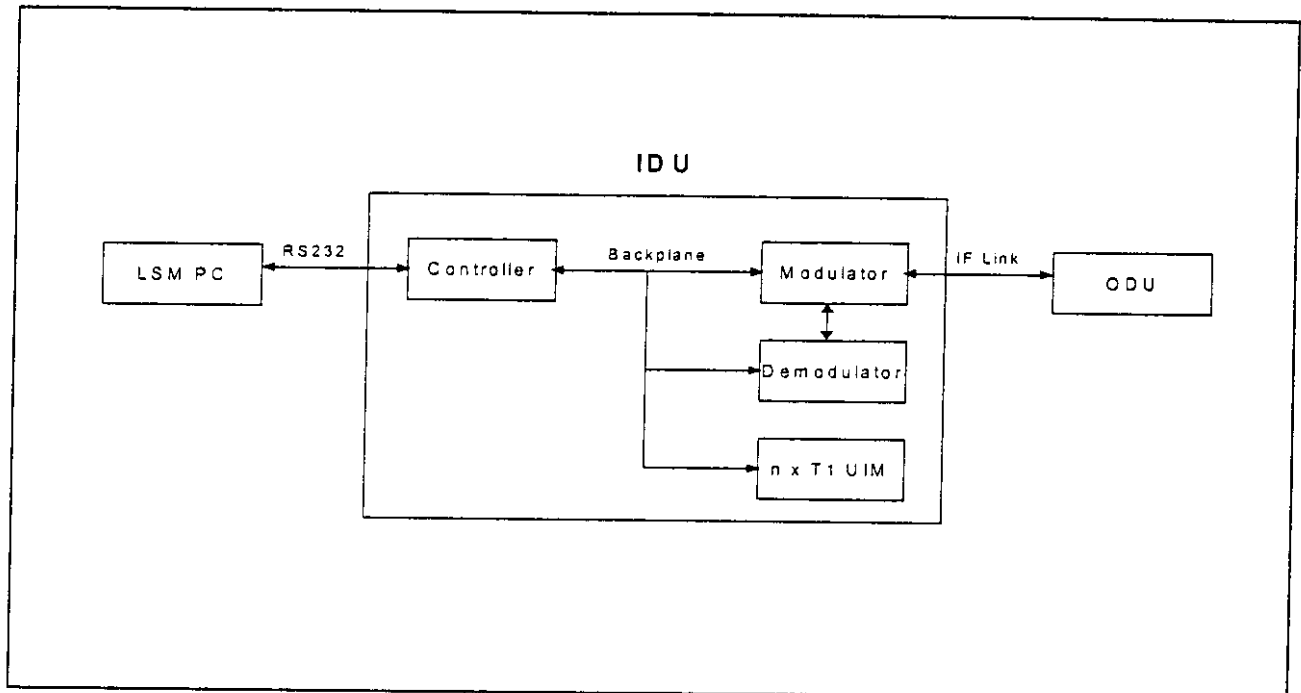 IDU
RS232
LSM PC
Controller
Backplane
Modulator
IF Link
ODU
Demodulator
n x T1 UIM